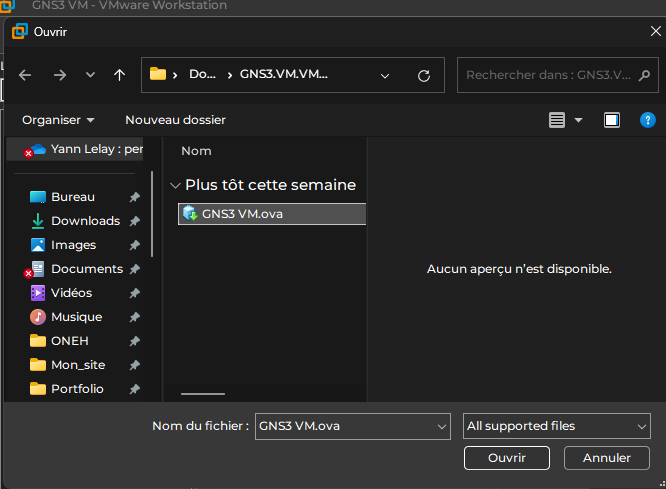 GNS3 VM - VMware Workstation
Ouvrir
Do... GNS3.VM.VM...
Rechercher dans : GNS3.V...
Organiser
Nouveau dossier
Yann Lelay : per
Nom
Plus tôt cette semaine
GNS3 VM.ova
Bureau
Downloads
Images
Documents
Vidéos
Musique
ONEH
Mon_site
Portfolio
Aucun aperçu n'est disponible.
Nom du fichier :
GNS3 VM.ova
All supported files
Ouvrir
Annuler